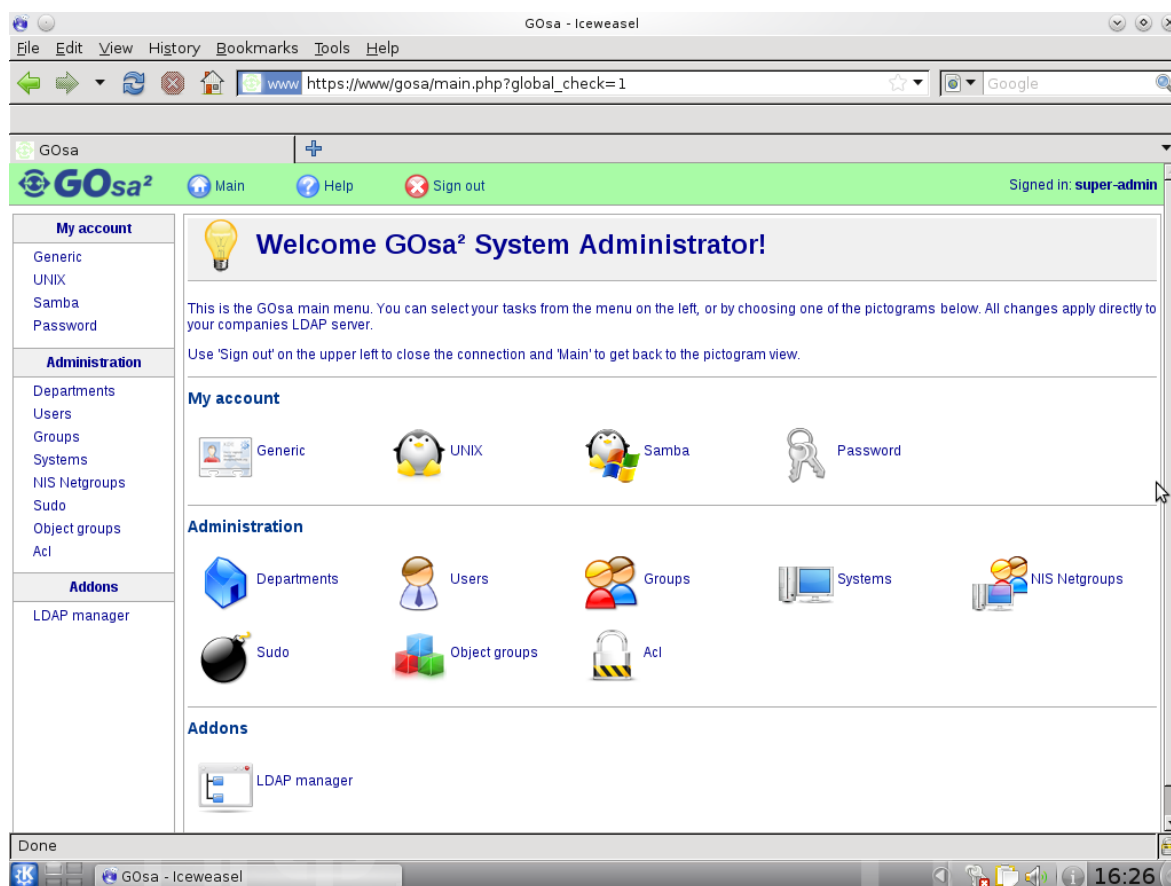 GOsa - Iceweasel
File Edit View History Bookmarks Tools Help
www https://www/gosa/main.php?global_check=1 Google
GOsa
GOsa² Main Help Sign out Signed in: super-admin
My account
Generic
UNIX
Samba
Password
Administration
Departments
Users
Groups
Systems
NIS Netgroups
Sudo
Object groups
Acl
Addons
LDAP manager
Welcome GOsa² System Administrator!
This is the GOsa main menu. You can select your tasks from the menu on the left, or by choosing one of the pictograms below. All changes apply directly to
your companies LDAP server.
Use 'Sign out' on the upper left to close the connection and 'Main' to get back to the pictogram view.
My account
Generic UNIX Samba Password
Administration
Departments Users Groups Systems NIS Netgroups
Sudo Object groups Acl
Addons
LDAP manager
Done
GOsa - Iceweasel 16:26